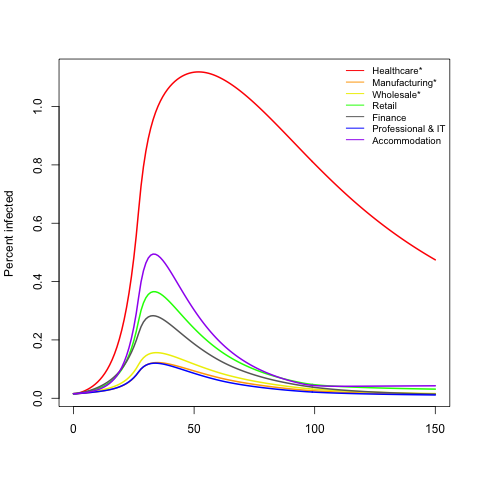 Healthcare*
Manufacturing*
Wholesale*
Retail
Finance
Professional & IT
Accommodation
Percent infected
1.0
0.8
0.6
0.4
0.2
0.0
0 50 100 150